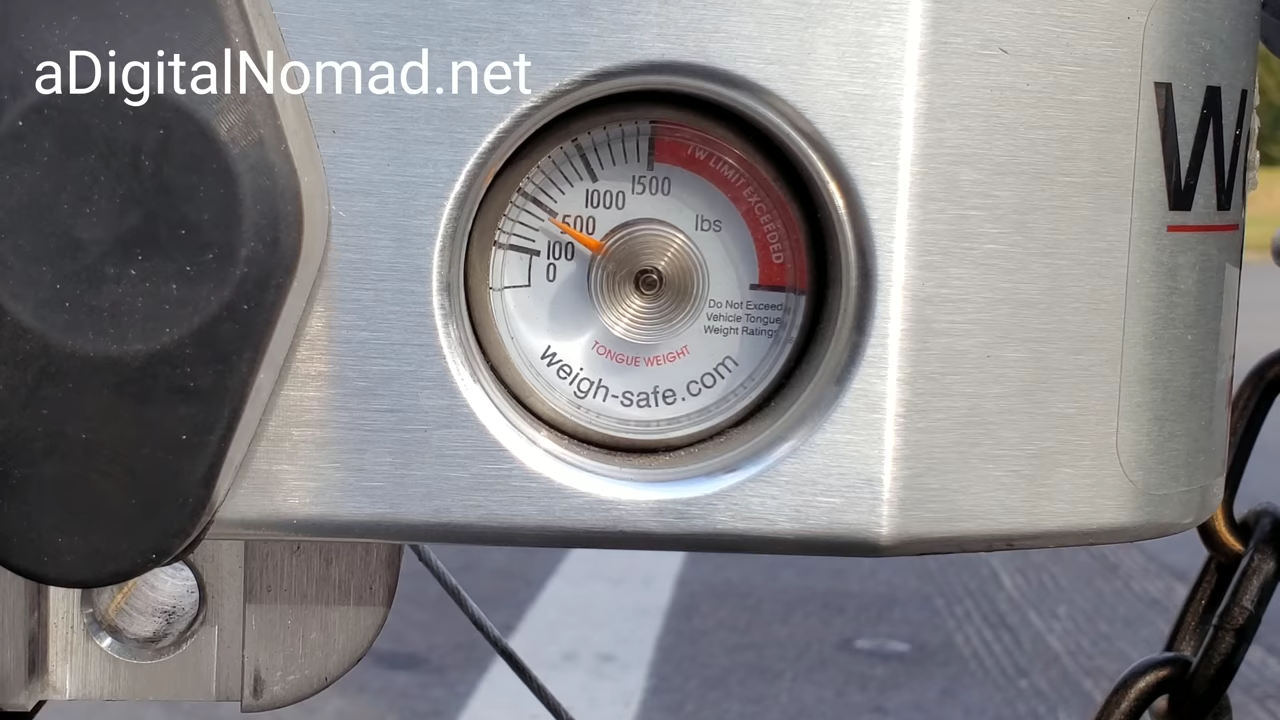 aDigitalNomad.net
TW LIMIT EXCEEDED
1500
1000
500
100
0
lbs
Do Not Exceed
Vehicle Tongue
Weight Ratings
TONGUE WEIGHT
weigh-safe.com